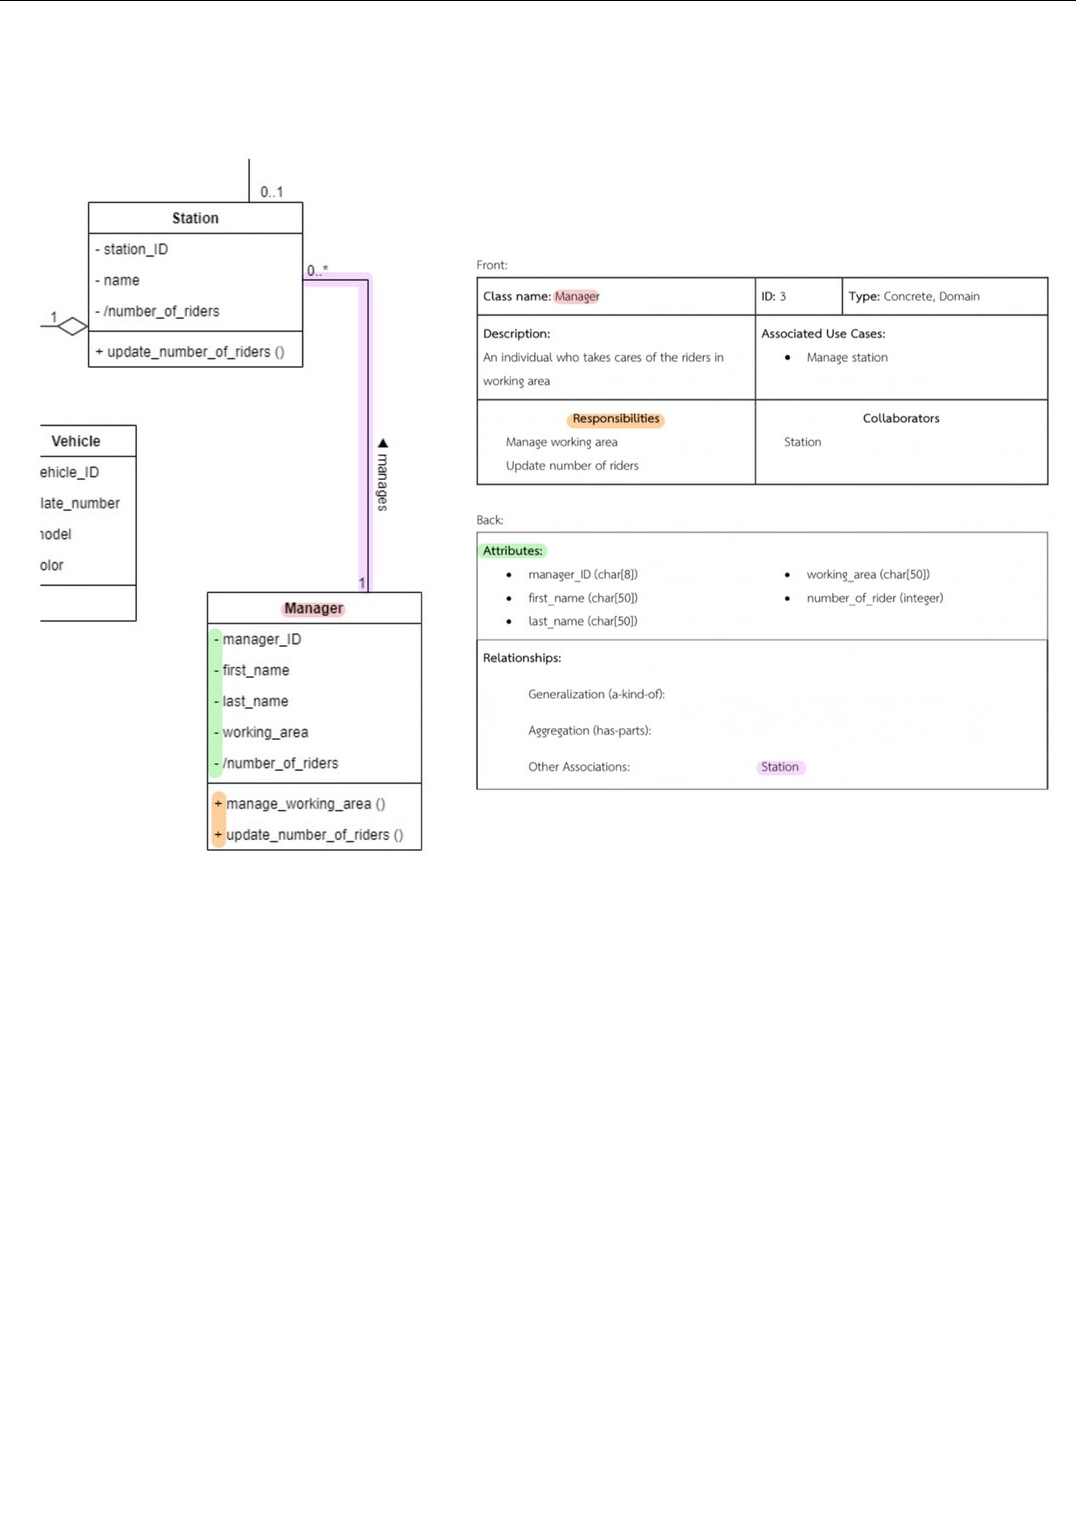 0..1
Station
- station_ID
- name
- /number_of_riders
+ update_number_of_riders ()
0..*
1
Vehicle
ehicle_ID
late_number
odel
olor
▲ manages
1
Manager
- manager_ID
- first_name
- last_name
- working_area
- /number_of_riders
+ manage_working_area ()
+ update_number_of_riders ()
Front:
Class name: Manager
ID: 3
Type: Concrete, Domain
Description:
An individual who takes cares of the riders in
working area
Associated Use Cases:
• Manage station
Responsibilities
Manage working area
Update number of riders
Collaborators
Station
Back:
Attributes:
• manager_ID (char[8])
• first_name (char[50])
• last_name (char[50])
• working_area (char[50])
• number_of_rider (integer)
Relationships:
Generalization (a-kind-of):
Aggregation (has-parts):
Other Associations: Station